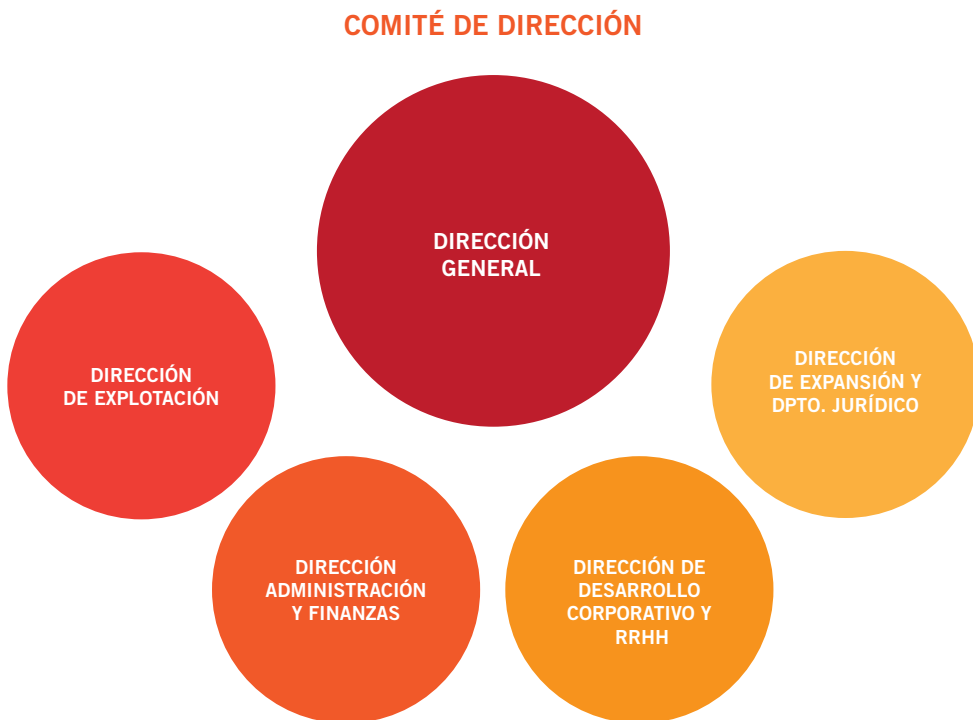 COMITÉ DE DIRECCIÓN
DIRECCIÓN
GENERAL
DIRECCIÓN
DE EXPLOTACIÓN
DIRECCIÓN
DE EXPANSIÓN Y
DPTO. JURÍDICO
DIRECCIÓN
ADMINISTRACIÓN
Y FINANZAS
DIRECCIÓN DE
DESARROLLO
CORPORATIVO Y
RRHH